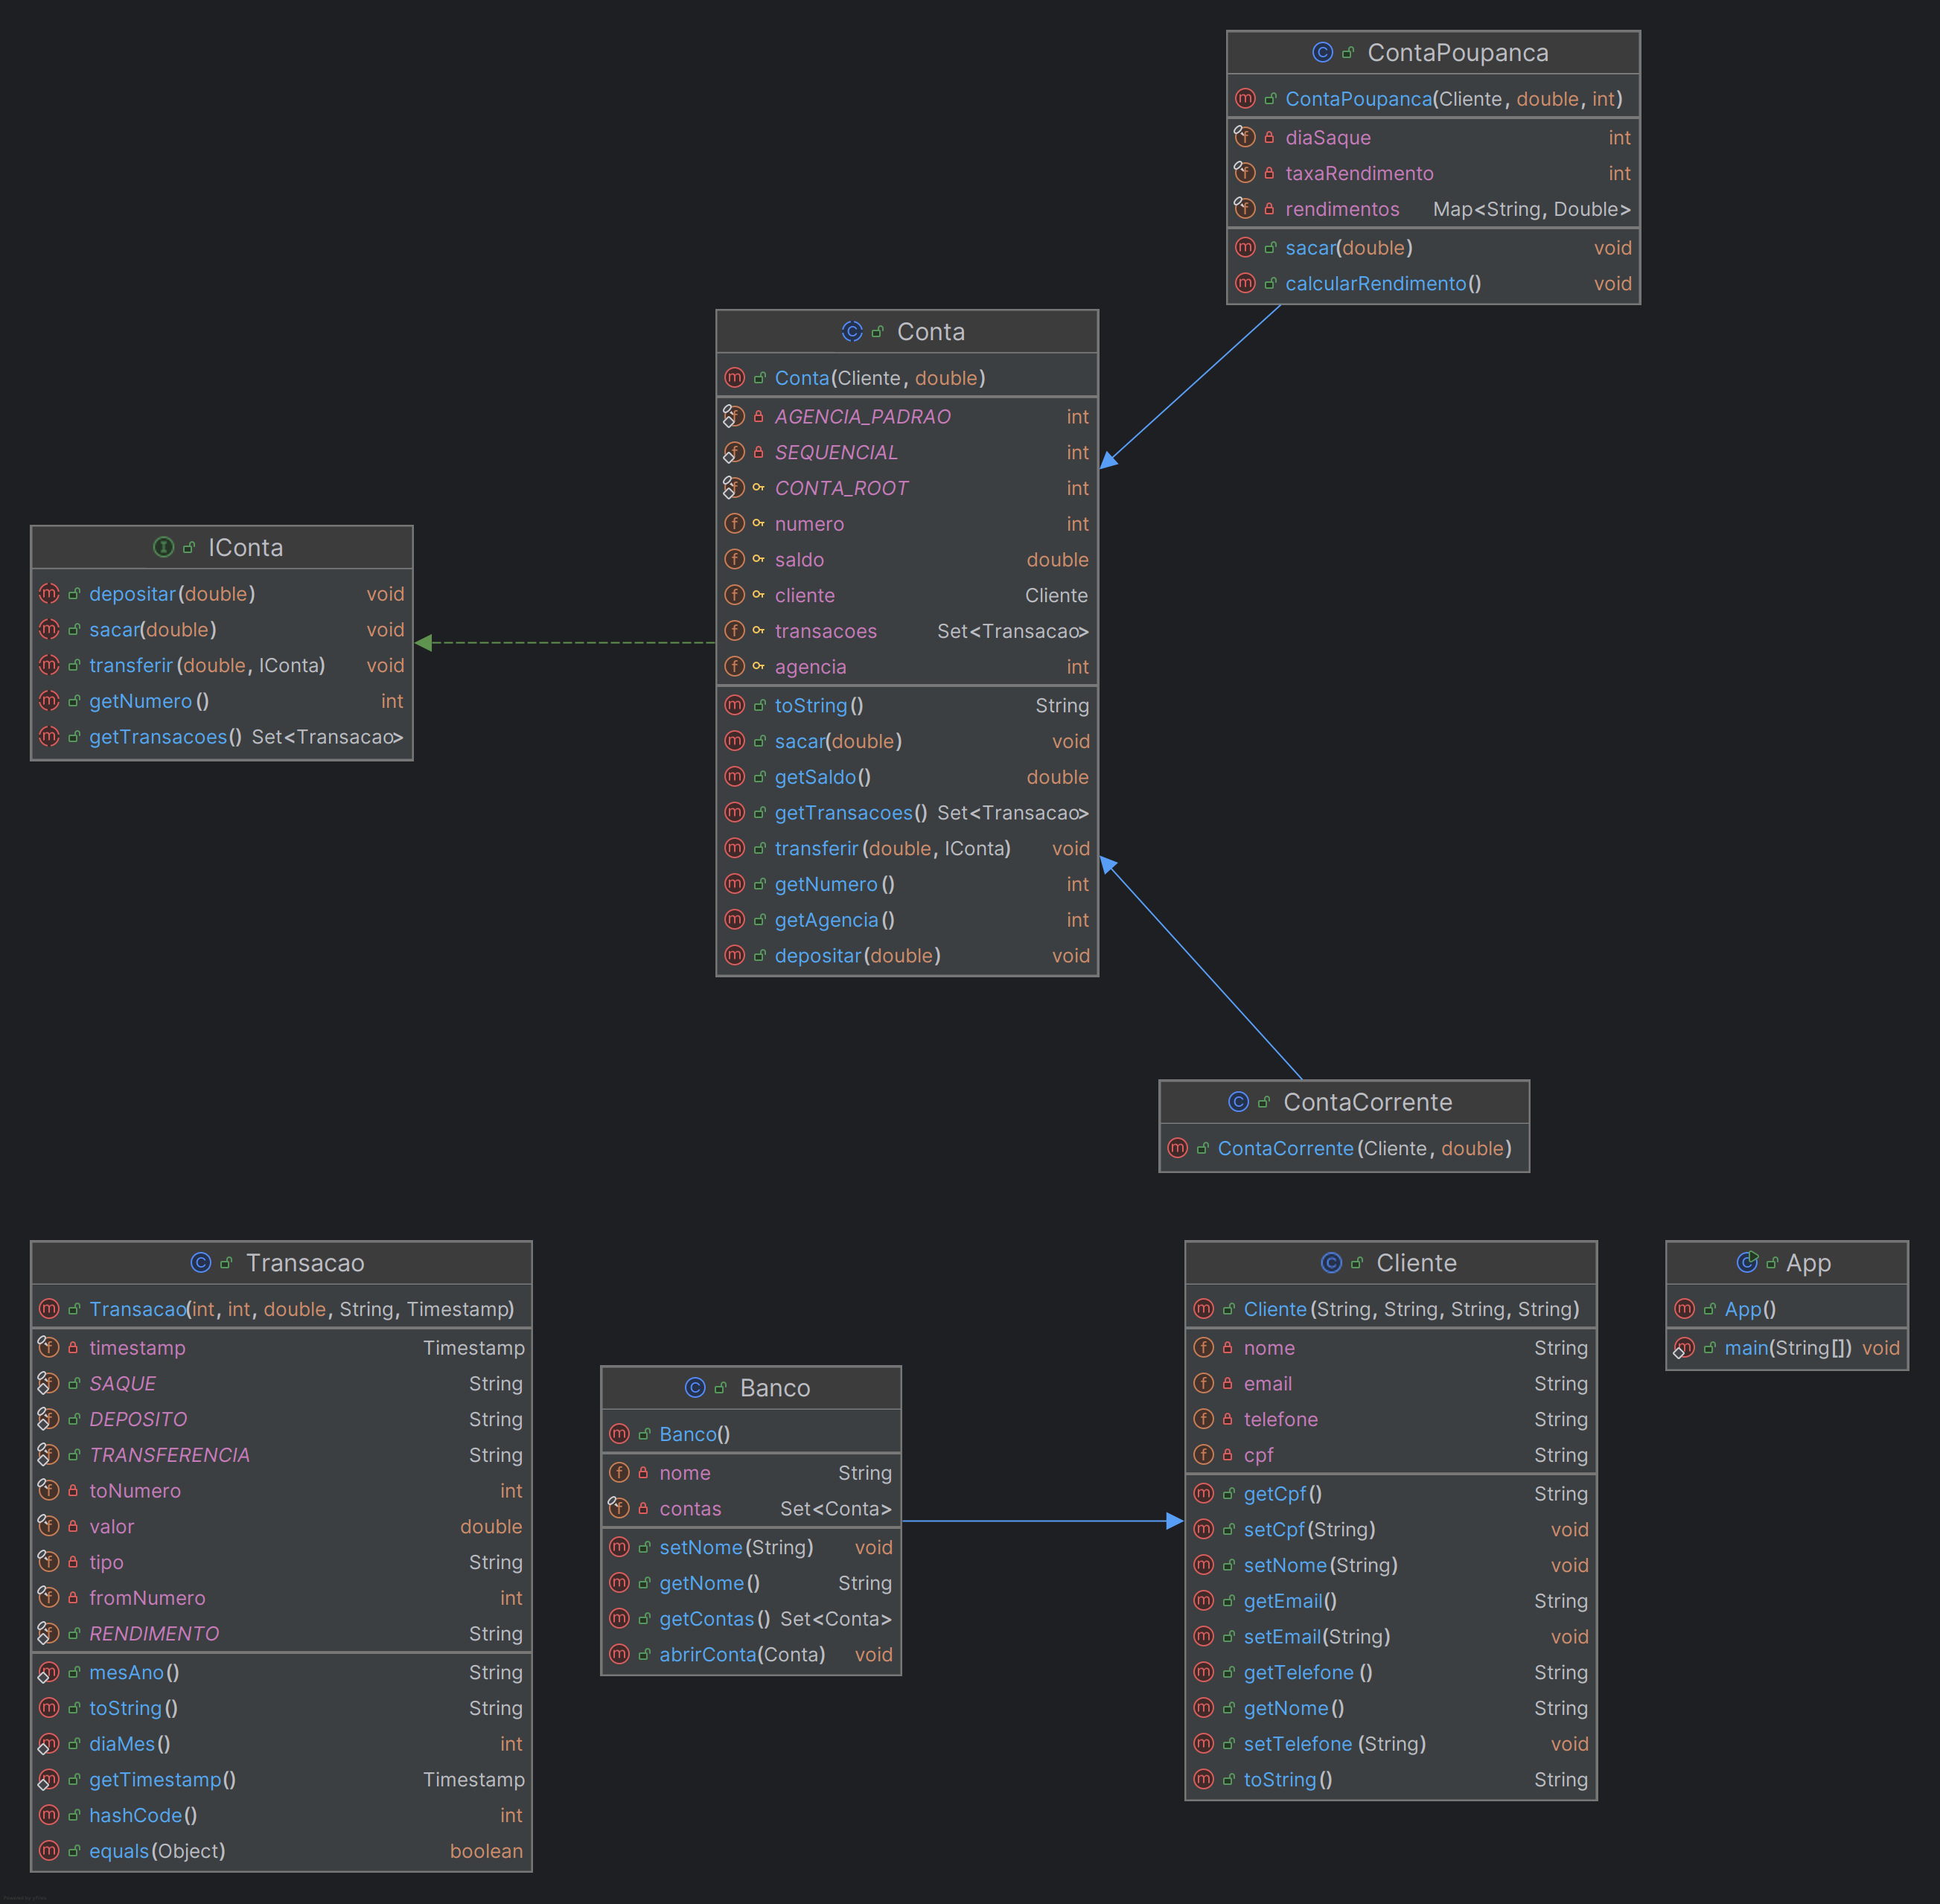 ContaPoupanca
ContaPoupanca(Cliente, double, int)
diaSaque int
taxaRendimento int
rendimentos Map<String, Double>
sacar(double) void
calcularRendimento() void
Conta
Conta(Cliente, double)
AGENCIA_PADRAO int
SEQUENCIAL int
CONTA_ROOT int
numero int
saldo double
cliente Cliente
transacoes Set<Transacao>
agencia int
toString() String
sacar(double) void
getSaldo() double
getTransacoes() Set<Transacao>
transferir(double, IConta) void
getNumero() int
getAgencia() int
depositar(double) void
IConta
depositar(double) void
sacar(double) void
transferir(double, IConta) void
getNumero() int
getTransacoes() Set<Transacao>
ContaCorrente
ContaCorrente(Cliente, double)
Transacao
Transacao(int, int, double, String, Timestamp)
timestamp Timestamp
SAQUE String
DEPOSITO String
TRANSFERENCIA String
toNumero int
valor double
tipo String
fromNumero int
RENDIMENTO String
mesAno() String
toString() String
diaMes() int
getTimestamp() Timestamp
hashCode() int
equals(Object) boolean
Banco
Banco()
nome String
contas Set<Conta>
setNome(String) void
getNome() String
getContas() Set<Conta>
abrirConta(Conta) void
Cliente
Cliente(String, String, String, String)
nome String
email String
telefone String
cpf String
getCpf() String
setCpf(String) void
setNome(String) void
getEmail() String
setEmail(String) void
getTelefone() String
getNome() String
setTelefone(String) void
toString() String
App
App()
main(String[]) void